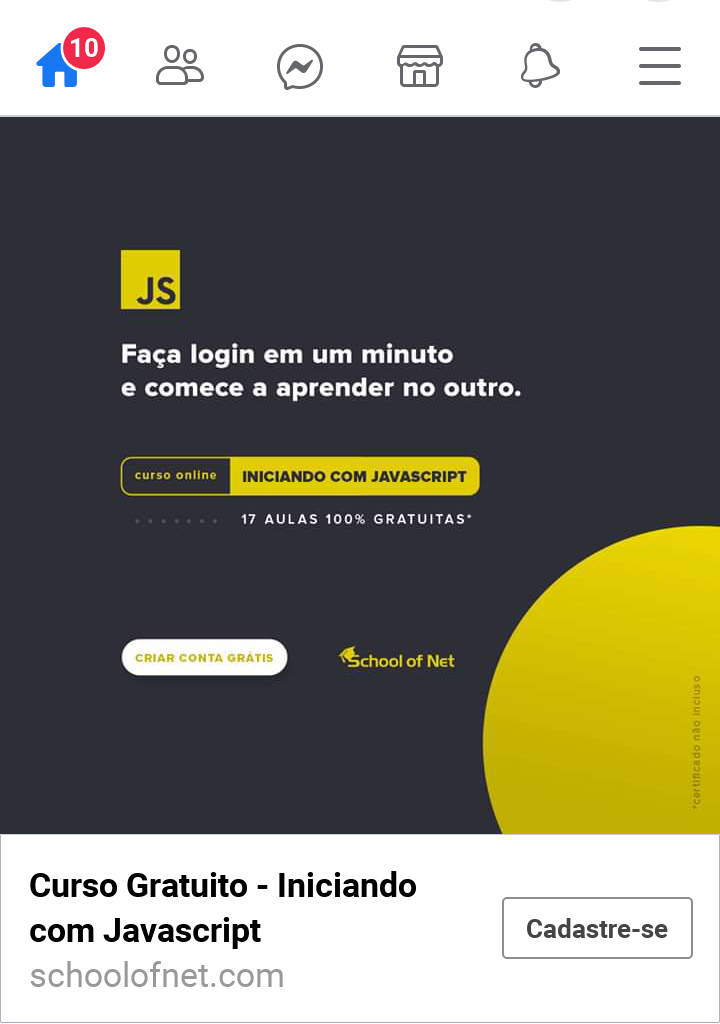 10
JS
Faça login em um minuto
e comece a aprender no outro.
curso online INICIANDO COM JAVASCRIPT
17 AULAS 100% GRATUITAS*
CRIAR CONTA GRÁTIS
School of Net
*certificado não incluso
Curso Gratuito - Iniciando
com Javascript
Cadastre-se
schoolofnet.com